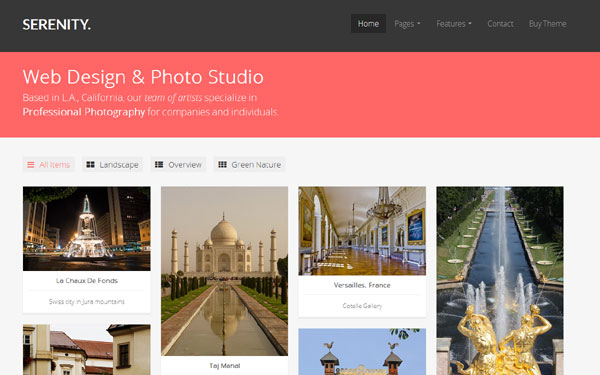 SERENITY.
Home Pages Features Contact Buy Theme
Web Design & Photo Studio
Based in L.A., California, our team of artists specialize in
Professional Photography for companies and individuals.
All Items Landscape Overview Green Nature
La Chaux De Fonds
Swiss city in Jura mountains
Taj Mahal
Versailles, France